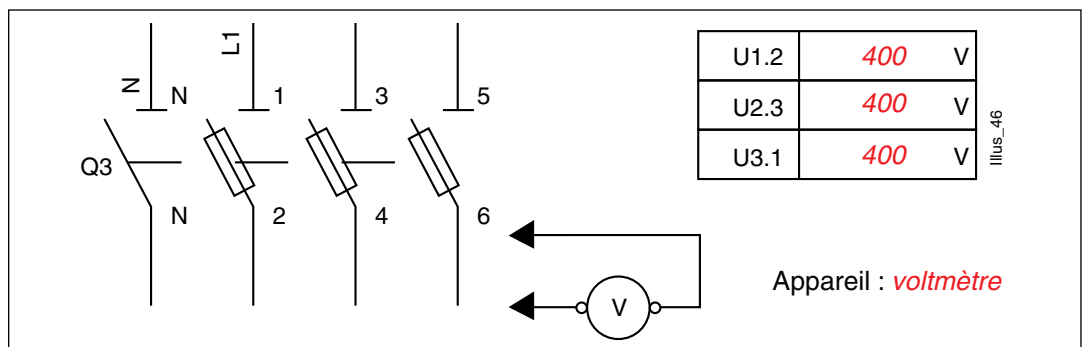 N
L1
N 1 3 5
Q3
N 2 4 6
V
U1.2 400 V
U2.3 400 V
U3.1 400 V
Illus_46
Appareil : voltmètre